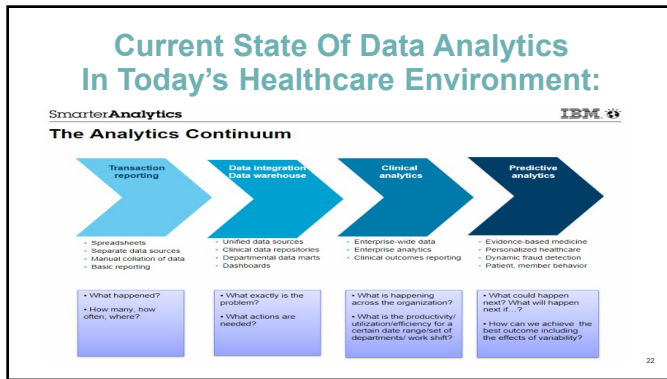 Current State Of Data Analytics
In Today's Healthcare Environment:
SmarterAnalytics
IBM
The Analytics Continuum
Transaction
reporting
Data integration
Data warehouse
Clinical
analytics
Predictive
analytics
- Spreadsheets
- Separate data sources
- Manual collation of data
- Basic reporting
- Unified data sources
- Clinical data repositories
- Departmental data marts
- Dashboards
- Enterprise-wide data
- Enterprise analytics
- Clinical outcomes reporting
- Evidence-based medicine
- Personalized healthcare
- Dynamic fraud detection
- Patient, member behavior
• What happened?
• How many, how
often, where?
• What exactly is the
problem?
• What actions are
needed?
• What is happening
across the organization?
• What is the productivity/
utilization/efficiency for a
certain date range/set of
departments/ work shift?
• What could happen
next? What will happen
next if…?
• How can we achieve the
best outcome including
the effects of variability?
22